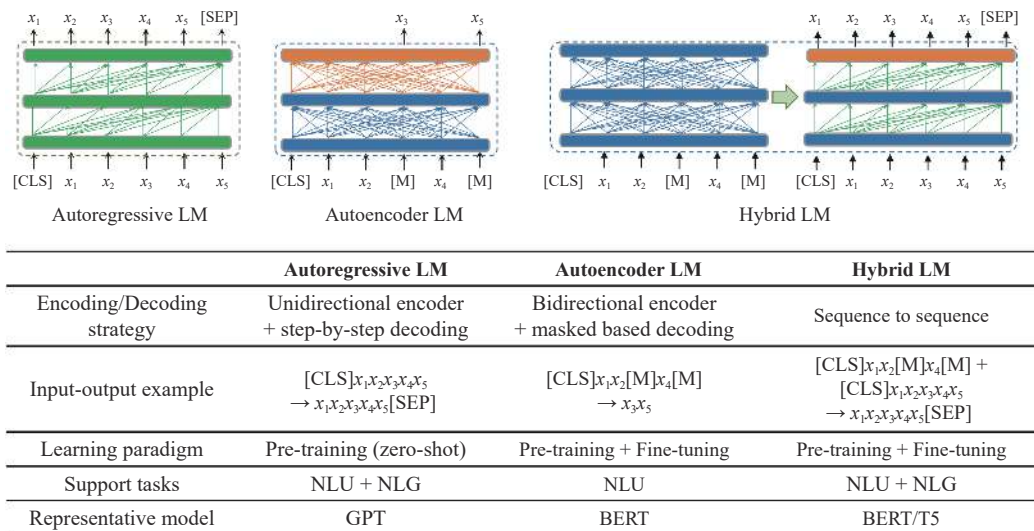 x₁ x₂ x₃ x₄ x₅ [SEP]
[CLS] x₁ x₂ x₃ x₄ x₅
Autoregressive LM
x₃ x₅
[CLS] x₁ x₂ [M] x₄ [M]
Autoencoder LM
x₁ x₂ x₃ x₄ x₅ [SEP]
[CLS] x₁ x₂ [M] x₄ [M] [CLS] x₁ x₂ x₃ x₄ x₅
Hybrid LM
Autoregressive LM Autoencoder LM Hybrid LM
Encoding/Decoding
strategy
Unidirectional encoder
+ step-by-step decoding
Bidirectional encoder
+ masked based decoding
Sequence to sequence
Input-output example
[CLS]x₁x₂x₃x₄x₅
→ x₁x₂x₃x₄x₅[SEP]
[CLS]x₁x₂[M]x₄[M]
→ x₃x₅
[CLS]x₁x₂[M]x₄[M] +
[CLS]x₁x₂x₃x₄x₅
→ x₁x₂x₃x₄x₅[SEP]
Learning paradigm Pre-training (zero-shot) Pre-training + Fine-tuning Pre-training + Fine-tuning
Support tasks NLU + NLG NLU NLU + NLG
Representative model GPT BERT BERT/T5